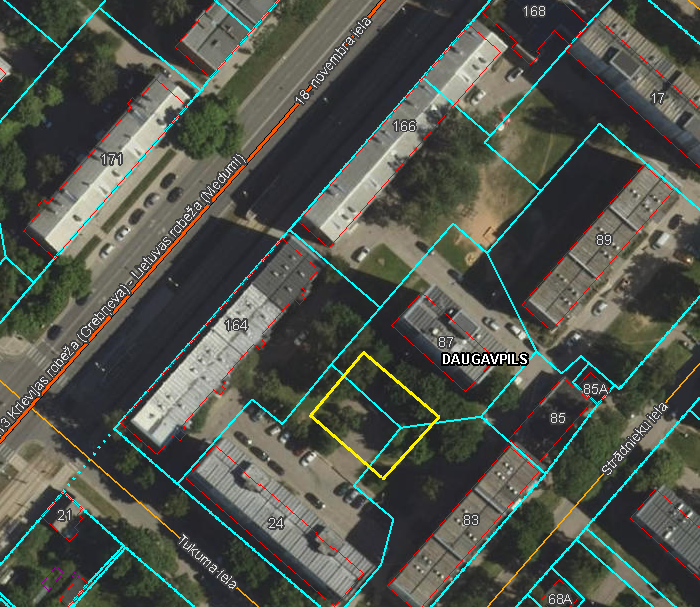 168
17
18. novembra iela
166
171
89
13 Krievijas robeža (Grebņeva) - Lietuvas robeža (Medumi)
164
87
DAUGAVPILS
85A
85
Strādnieku iela
24
83
21
Tukuma iela
68A